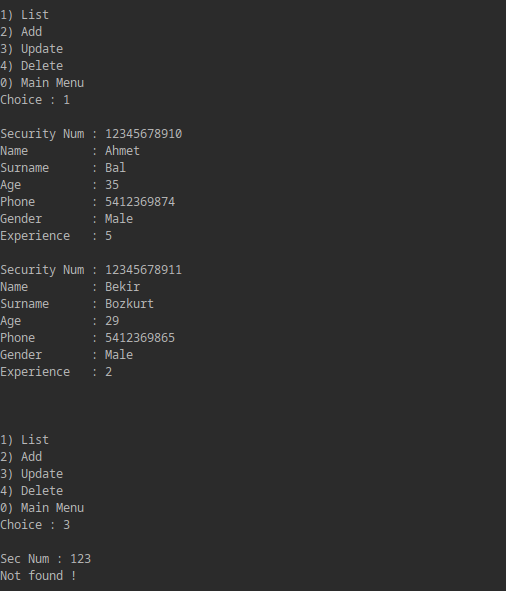 1) List
2) Add
3) Update
4) Delete
0) Main Menu
Choice : 1
Security Num : 12345678910
Name         : Ahmet
Surname      : Bal
Age          : 35
Phone        : 5412369874
Gender       : Male
Experience   : 5
Security Num : 12345678911
Name         : Bekir
Surname      : Bozkurt
Age          : 29
Phone        : 5412369865
Gender       : Male
Experience   : 2
1) List
2) Add
3) Update
4) Delete
0) Main Menu
Choice : 3
Sec Num : 123
Not found !